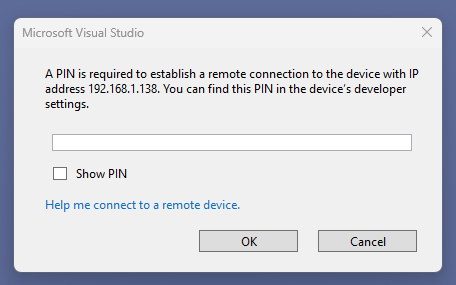 Microsoft Visual Studio
A PIN is required to establish a remote connection to the device with IP
address 192.168.1.138. You can find this PIN in the device's developer
settings.
Show PIN
Help me connect to a remote device.
OK
Cancel